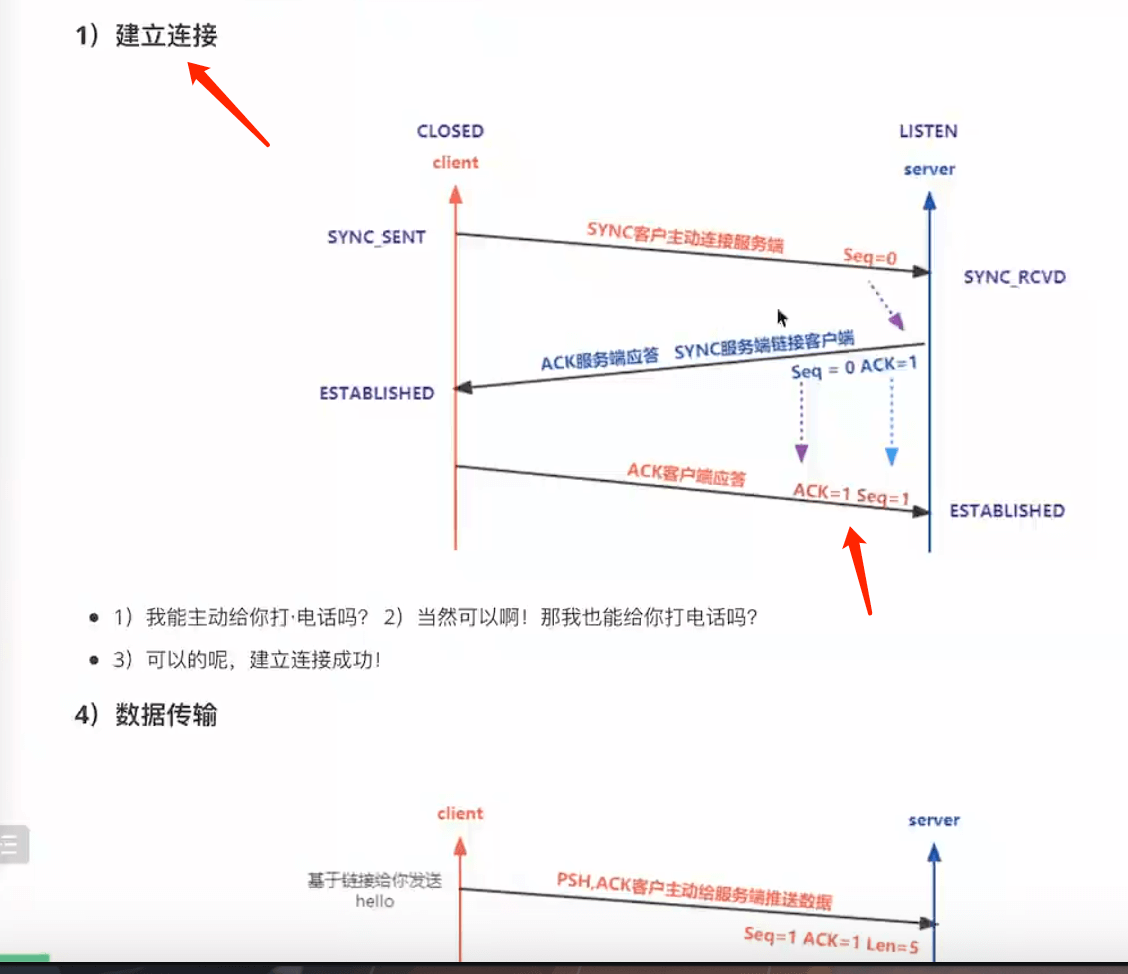 1）建立连接
CLOSED
LISTEN
client
server
SYNC_SENT
SYNC客户主动连接服务端
Seq=0
SYNC_RCVD
ACK服务端应答 SYNC服务端链接客户端
Seq = 0 ACK=1
ESTABLISHED
ACK客户端应答
ACK=1 Seq=1
ESTABLISHED
1）我能主动给你打·电话吗？ 2）当然可以啊！那我也能给你打电话吗？
3）可以的呢，建立连接成功！
4）数据传输
client
server
基于链接给你发送
hello
PSH,ACK客户主动给服务端推送数据
Seq=1 ACK=1 Len=5